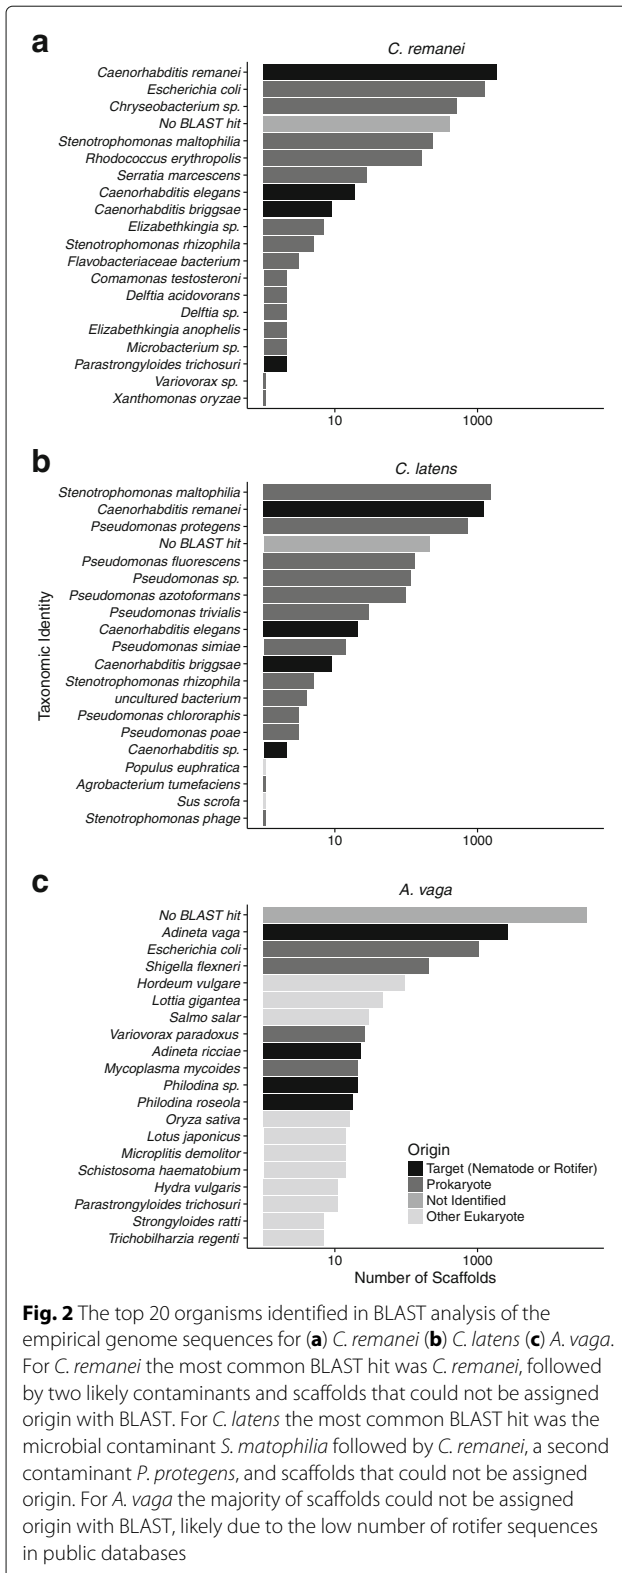 a
C. remanei
Caenorhabditis remanei
Escherichia coli
Chryseobacterium sp.
No BLAST hit
Stenotrophomonas maltophilia
Rhodococcus erythropolis
Serratia marcescens
Caenorhabditis elegans
Caenorhabditis briggsae
Elizabethkingia sp.
Stenotrophomonas rhizophila
Flavobacteriaceae bacterium
Comamonas testosteroni
Delftia acidovorans
Delftia sp.
Elizabethkingia anophelis
Microbacterium sp.
Parastrongyloides trichosuri
Variovorax sp.
Xanthomonas oryzae
10 1000
b
C. latens
Taxonomic Identity
Stenotrophomonas maltophilia
Caenorhabditis remanei
Pseudomonas protegens
No BLAST hit
Pseudomonas fluorescens
Pseudomonas sp.
Pseudomonas azotoformans
Pseudomonas trivialis
Caenorhabditis elegans
Pseudomonas simiae
Caenorhabditis briggsae
Stenotrophomonas rhizophila
uncultured bacterium
Pseudomonas chlororaphis
Pseudomonas poae
Caenorhabditis sp.
Populus euphratica
Agrobacterium tumefaciens
Sus scrofa
Stenotrophomonas phage
10 1000
c
A. vaga
No BLAST hit
Adineta vaga
Escherichia coli
Shigella flexneri
Hordeum vulgare
Lottia gigantea
Salmo salar
Variovorax paradoxus
Adineta ricciae
Mycoplasma mycoides
Philodina sp.
Philodina roseola
Oryza sativa
Lotus japonicus
Microplitis demolitor
Schistosoma haematobium
Hydra vulgaris
Parastrongyloides trichosuri
Strongyloides ratti
Trichobilharzia regenti
Origin
Target (Nematode or Rotifer)
Prokaryote
Not Identified
Other Eukaryote
10 1000
Number of Scaffolds
Fig. 2 The top 20 organisms identified in BLAST analysis of the
empirical genome sequences for (a) C. remanei (b) C. latens (c) A. vaga.
For C. remanei the most common BLAST hit was C. remanei, followed
by two likely contaminants and scaffolds that could not be assigned
origin with BLAST. For C. latens the most common BLAST hit was the
microbial contaminant S. matophilia followed by C. remanei, a second
contaminant P. protegens, and scaffolds that could not be assigned
origin. For A. vaga the majority of scaffolds could not be assigned
origin with BLAST, likely due to the low number of rotifer sequences
in public databases